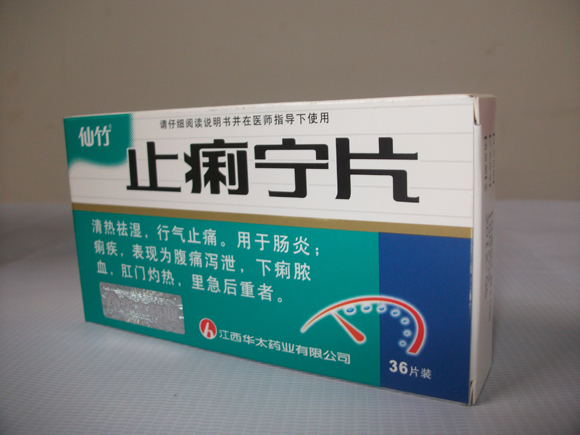 仙竹
请仔细阅读说明书并在医师指导下使用
止痢宁片
清热祛湿，行气止痛。用于肠炎；
痢疾，表现为腹痛泻泄，下痢脓
血，肛门灼热，里急后重者。
江西华太药业有限公司
36片装